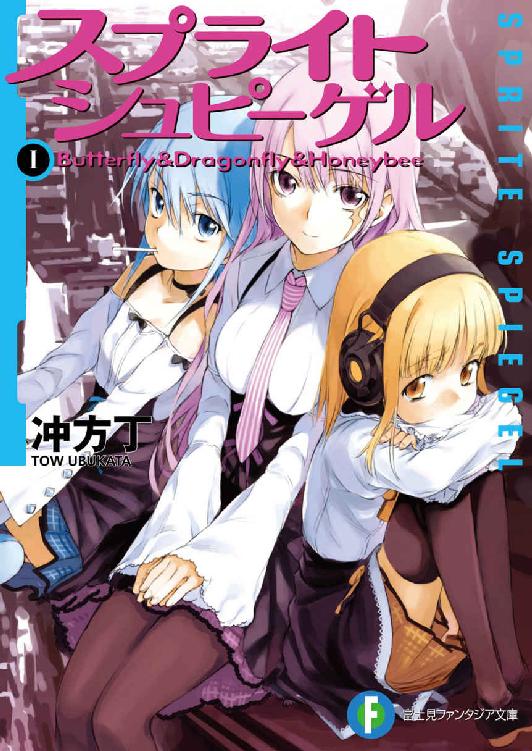 スプライト
シュピーゲル
I Butterfly&Dragonfly&Honeybee
SPRITE SPIEGEL
冲方丁
TOW UBUKATA
F 富士見ファンタジア文庫